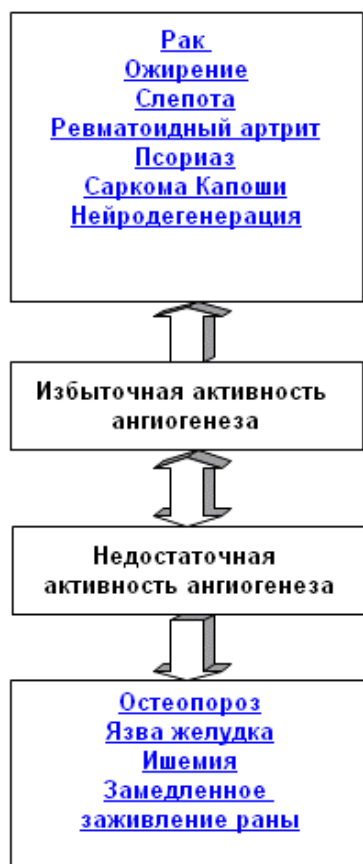 Рак
Ожирение
Слепота
Ревматоидный артрит
Псориаз
Саркома Капоши
Нейродегенерация
Избыточная активность
ангиогенеза
Недостаточная
активность ангиогенеза
Остеопороз
Язва желудка
Ишемия
Замедленное
заживление раны